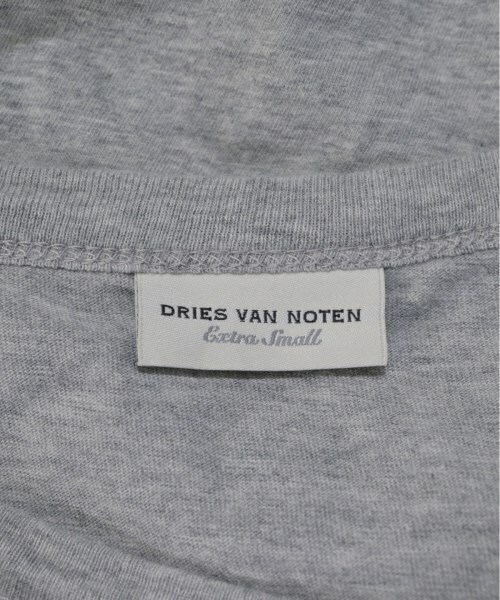 DRIES VAN NOTEN
Extra Small